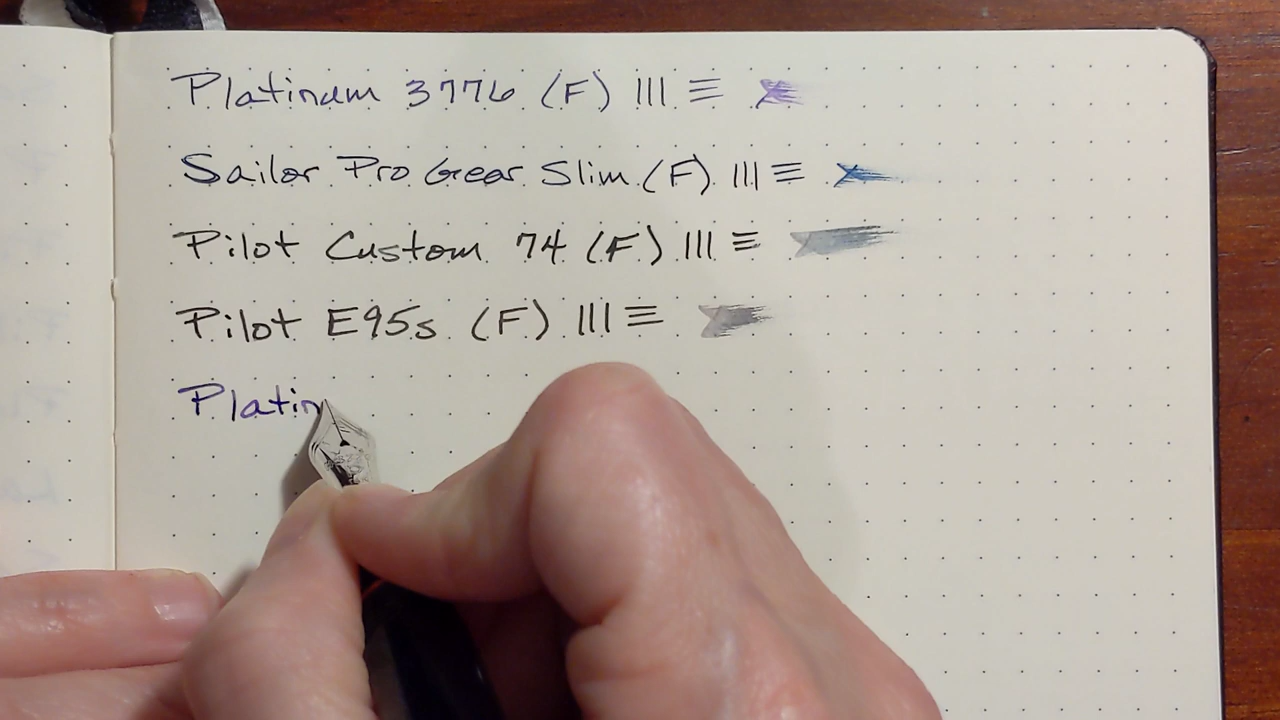 Platinum 3776 (F) ||| ≡
Sailor Pro Gear Slim (F) ||| ≡
Pilot Custom 74 (F) ||| ≡
Pilot E95s (F) ||| ≡
Platin